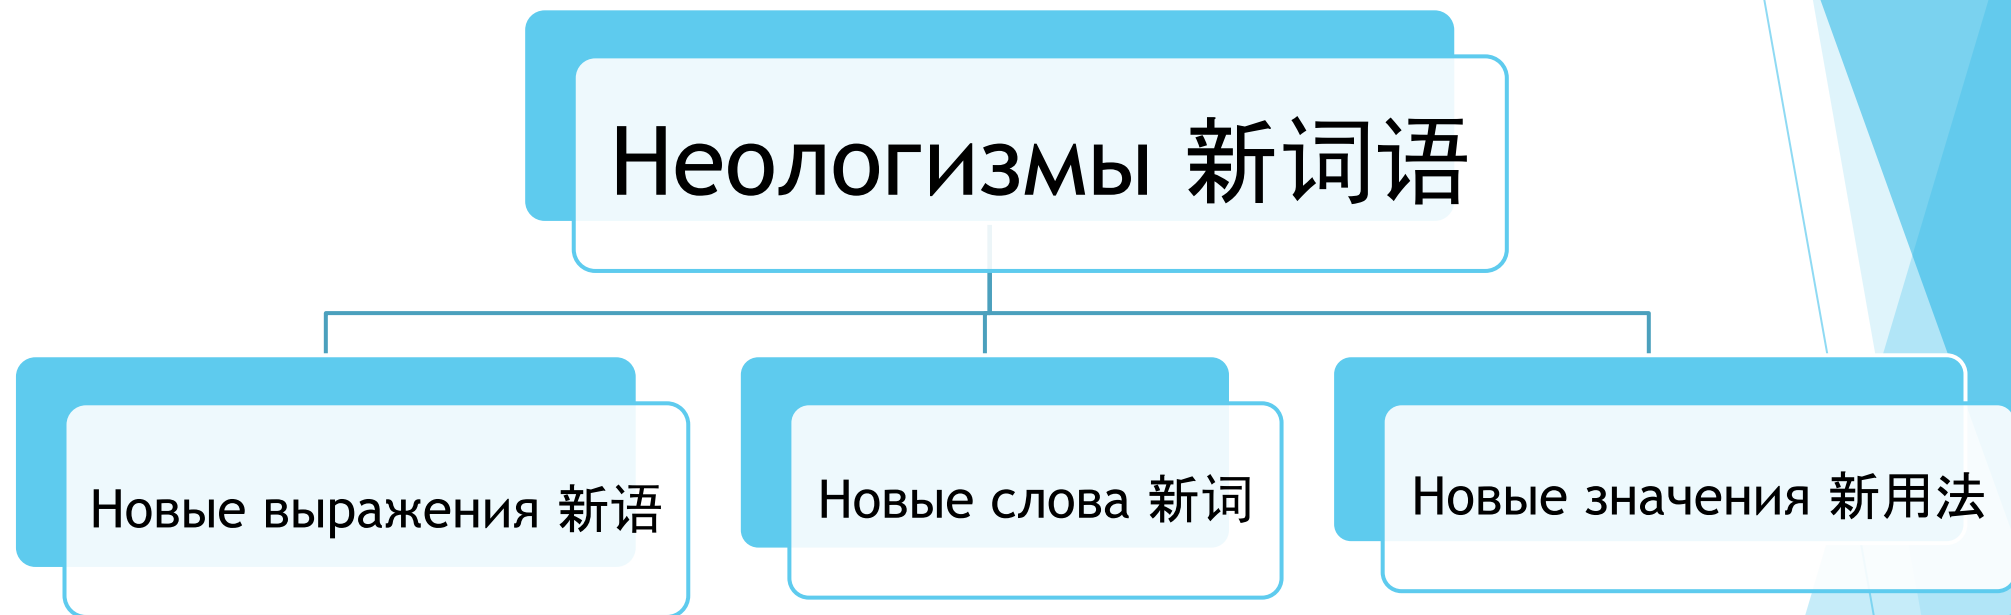 Неологизмы 新词语
Новые выражения 新语
Новые слова 新词
Новые значения 新用法